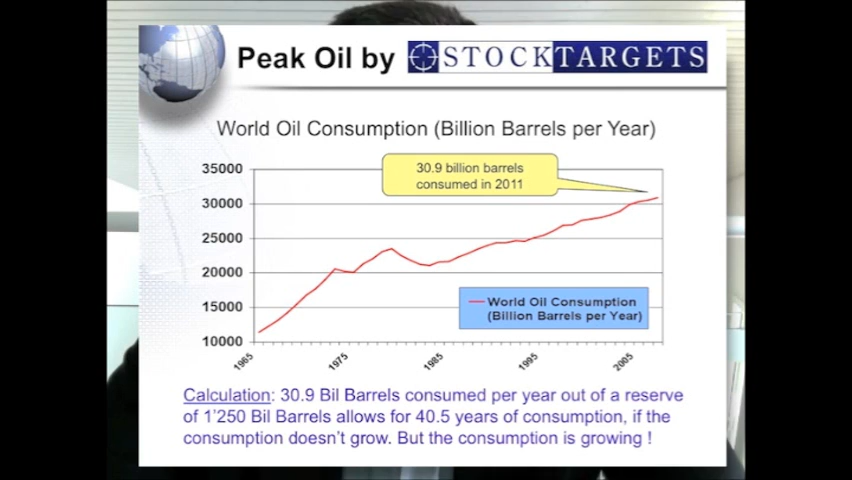 Peak Oil by STOCKTARGETS
World Oil Consumption (Billion Barrels per Year)
35000
30.9 billion barrels
consumed in 2011
30000
25000
20000
World Oil Consumption
(Billion Barrels per Year)
15000
10000
1965
1975
1985
1995
2005
Calculation: 30.9 Bil Barrels consumed per year out of a reserve
of 1'250 Bil Barrels allows for 40.5 years of consumption, if the
consumption doesn't grow. But the consumption is growing !